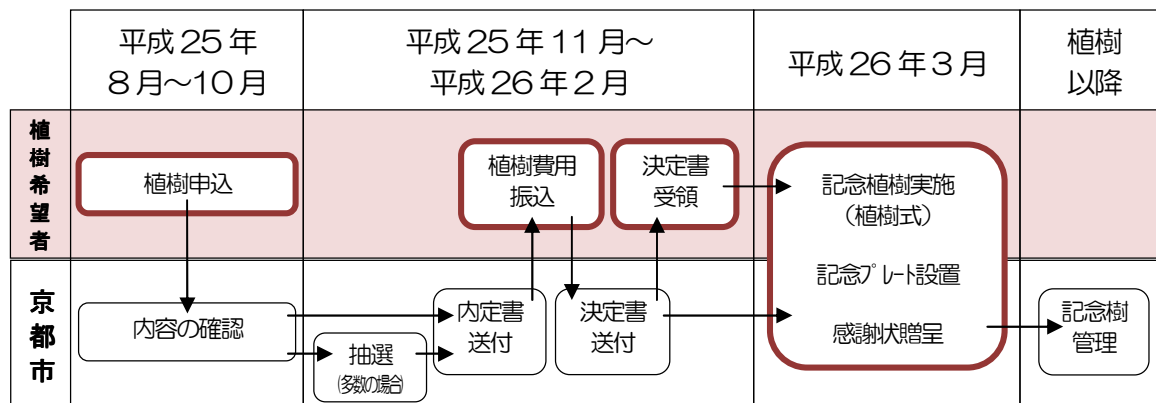 平成25年
8月～10月
平成25年11月～
平成26年2月
平成26年3月
植樹
以降
植樹希望者
植樹申込
植樹費用
振込
決定書
受領
記念植樹実施
（植樹式）
記念プレート設置
感謝状贈呈
京都市
内容の確認
抽選
(多数の場合)
内定書
送付
決定書
送付
記念樹
管理